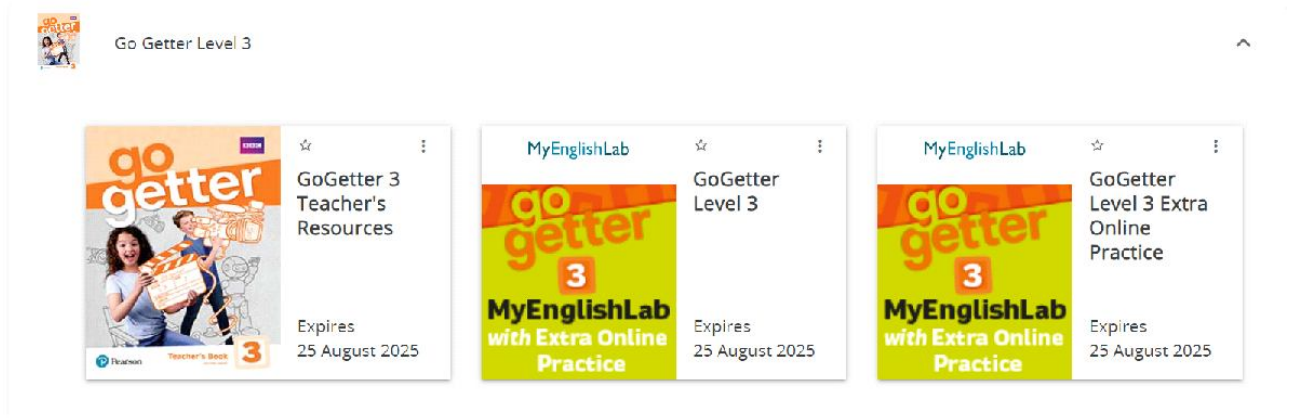 go getter
Go Getter Level 3
go
getter
Pearson
Teacher's Book 3
GoGetter 3
Teacher's
Resources
Expires
25 August 2025
MyEnglishLab
go
getter
3
MyEnglishLab
with Extra Online
Practice
GoGetter
Level 3
Expires
25 August 2025
MyEnglishLab
go
getter
3
MyEnglishLab
with Extra Online
Practice
GoGetter
Level 3 Extra
Online
Practice
Expires
25 August 2025